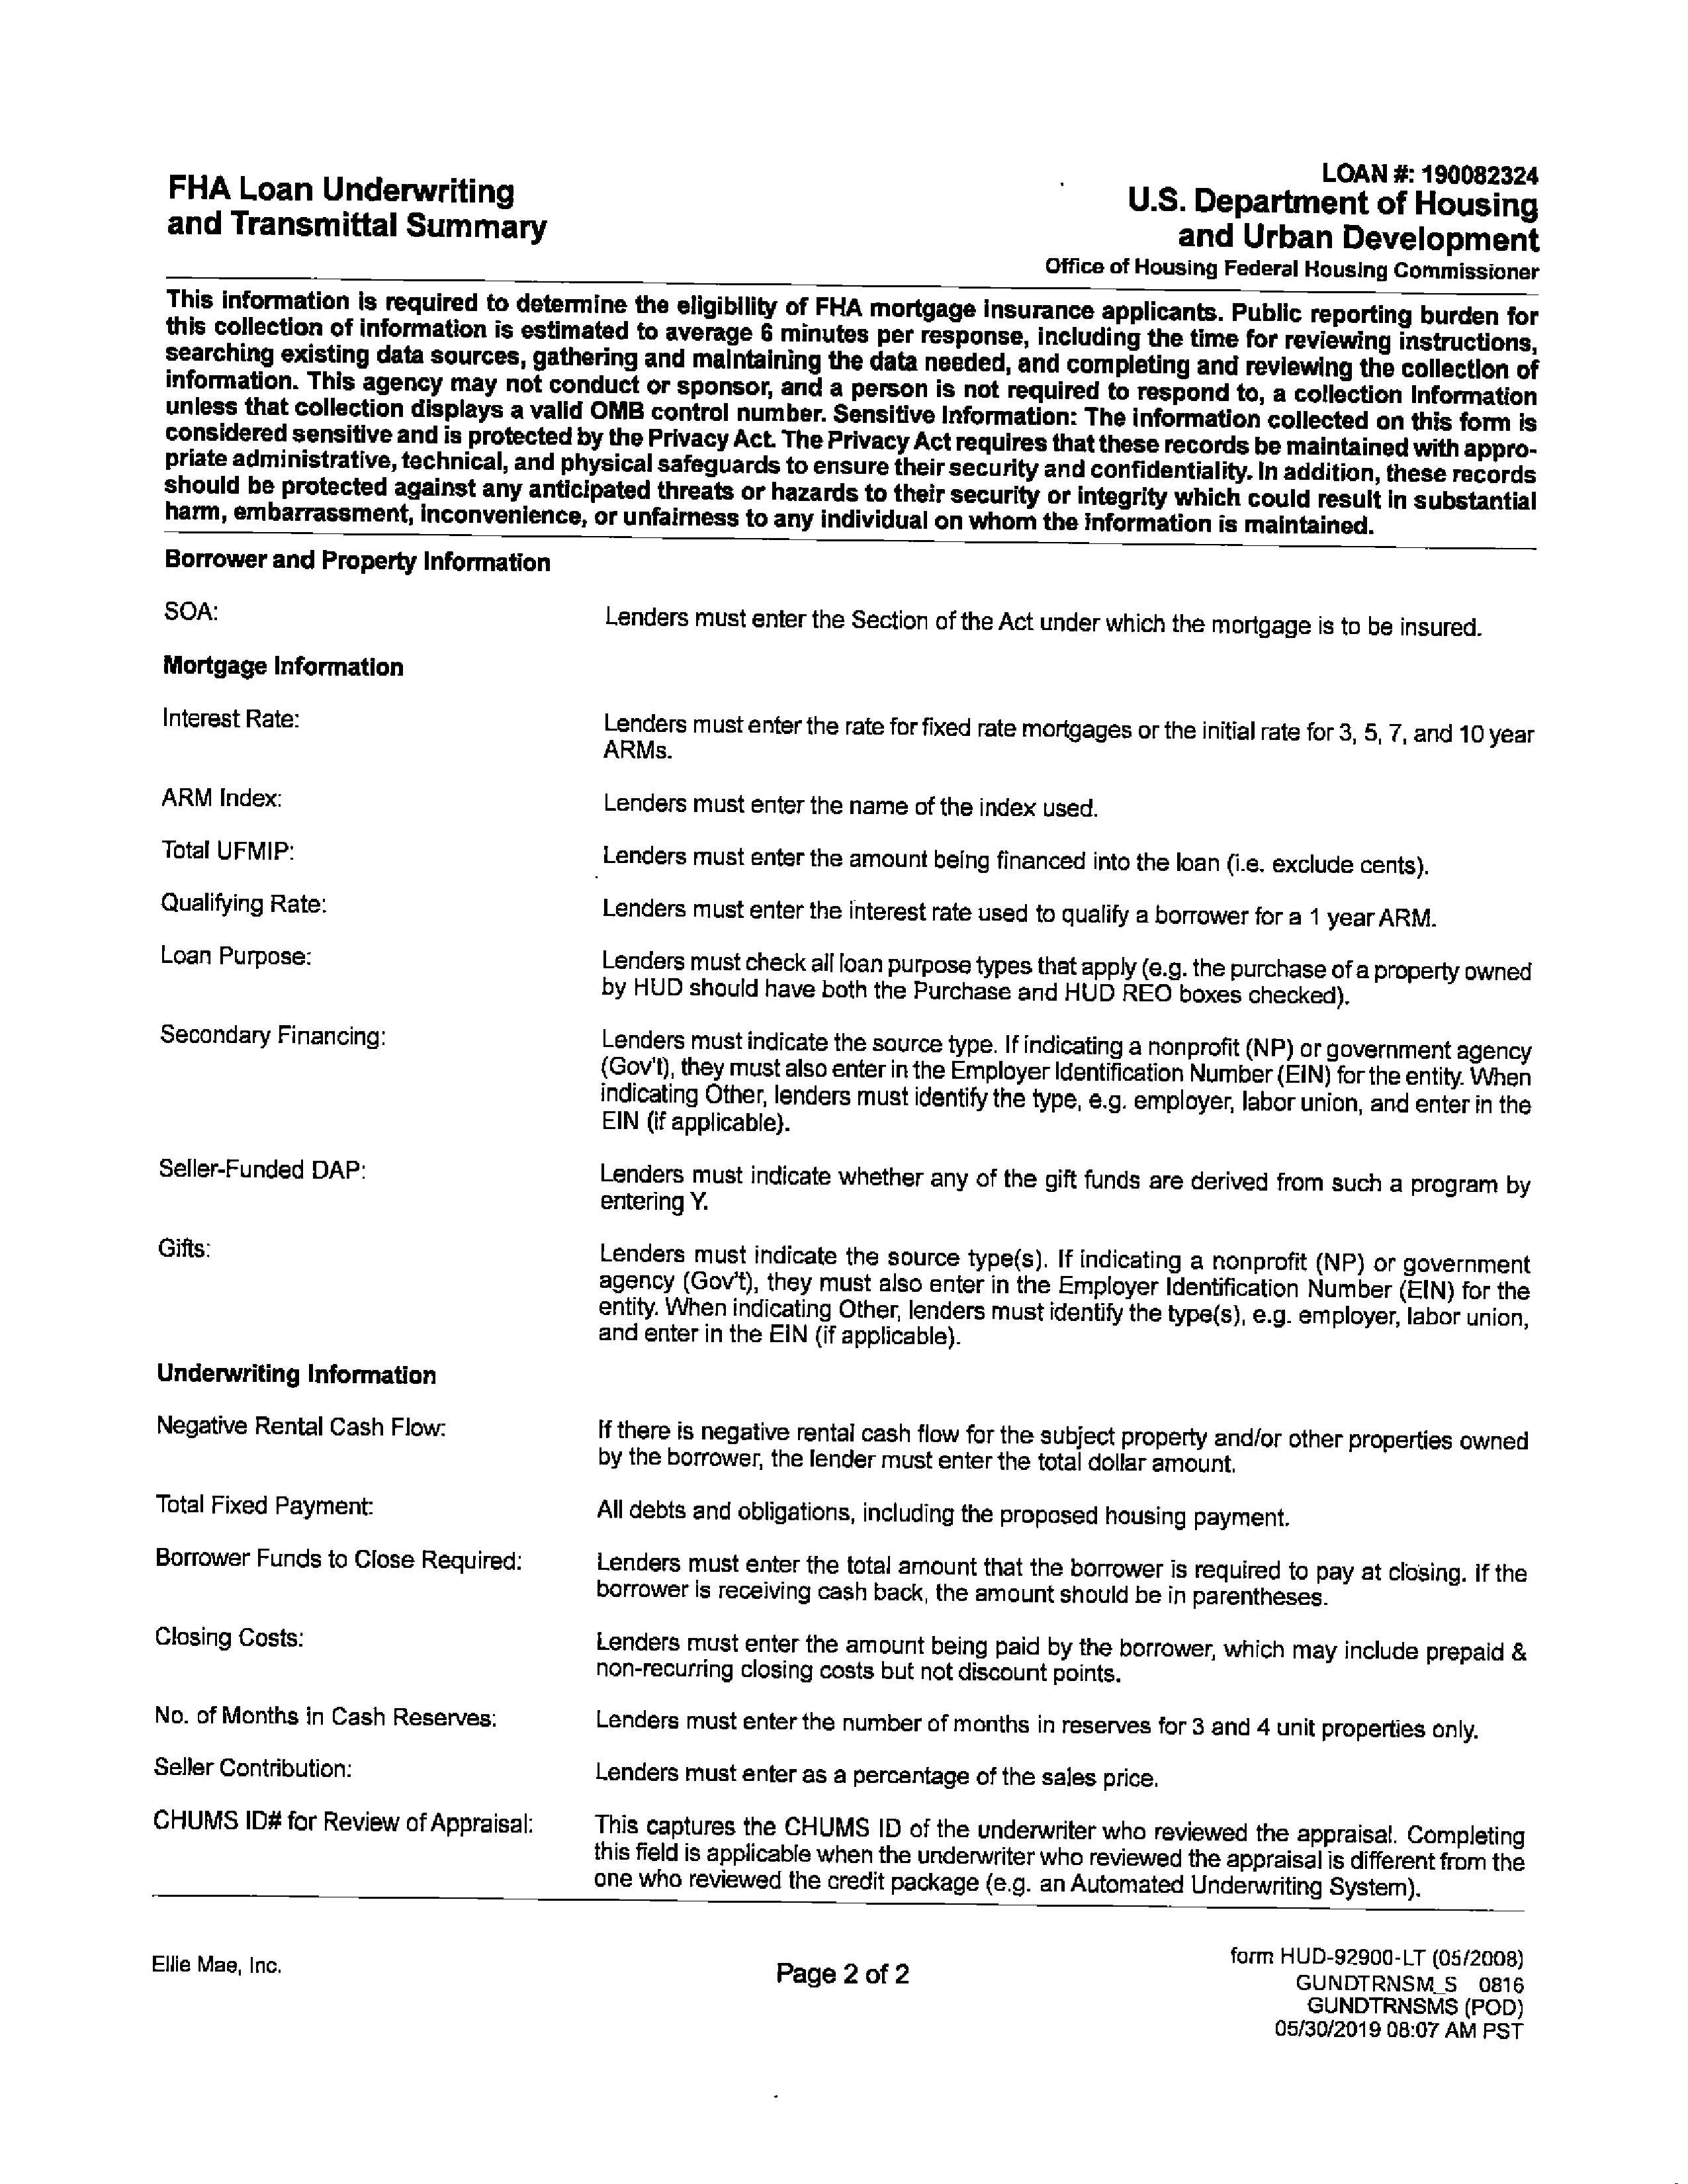 LOAN #: 190082324
FHA Loan Underwriting
and Transmittal Summary
U.S. Department of Housing
and Urban Development
Office of Housing Federal Housing Commissioner
This information is required to determine the eligibility of FHA mortgage insurance applicants. Public reporting burden for
this collection of information is estimated to average 6 minutes per response, including the time for reviewing instructions,
searching existing data sources, gathering and maintaining the data needed, and completing and reviewing the collection of
information. This agency may not conduct or sponsor, and a person is not required to respond to, a collection information
unless that collection displays a valid OMB control number. Sensitive Information: The information collected on this form is
considered sensitive and is protected by the Privacy Act. The Privacy Act requires that these records be maintained with appro-
priate administrative, technical, and physical safeguards to ensure their security and confidentiality. In addition, these records
should be protected against any anticipated threats or hazards to their security or integrity which could result in substantial
harm, embarrassment, inconvenience, or unfairness to any individual on whom the information is maintained.
Borrower and Property Information
SOA: Lenders must enter the Section of the Act under which the mortgage is to be insured.
Mortgage Information
Interest Rate: Lenders must enter the rate for fixed rate mortgages or the initial rate for 3, 5, 7, and 10 year
ARMs.
ARM Index: Lenders must enter the name of the index used.
Total UFMIP: Lenders must enter the amount being financed into the loan (i.e. exclude cents).
Qualifying Rate: Lenders must enter the interest rate used to qualify a borrower for a 1 year ARM.
Loan Purpose: Lenders must check all loan purpose types that apply (e.g. the purchase of a property owned
by HUD should have both the Purchase and HUD REO boxes checked).
Secondary Financing: Lenders must indicate the source type. If indicating a nonprofit (NP) or government agency
(Gov't), they must also enter in the Employer Identification Number (EIN) for the entity. When
indicating Other, lenders must identify the type, e.g. employer, labor union, and enter in the
EIN (if applicable).
Seller-Funded DAP: Lenders must indicate whether any of the gift funds are derived from such a program by
entering Y.
Gifts: Lenders must indicate the source type(s). If indicating a nonprofit (NP) or government
agency (Gov't), they must also enter in the Employer Identification Number (EIN) for the
entity. When indicating Other, lenders must identify the type(s), e.g. employer, labor union,
and enter in the EIN (if applicable).
Underwriting Information
Negative Rental Cash Flow: If there is negative rental cash flow for the subject property and/or other properties owned
by the borrower, the lender must enter the total dollar amount.
Total Fixed Payment: All debts and obligations, including the proposed housing payment.
Borrower Funds to Close Required: Lenders must enter the total amount that the borrower is required to pay at closing. If the
borrower is receiving cash back, the amount should be in parentheses.
Closing Costs: Lenders must enter the amount being paid by the borrower, which may include prepaid &
non-recurring closing costs but not discount points.
No. of Months in Cash Reserves: Lenders must enter the number of months in reserves for 3 and 4 unit properties only.
Seller Contribution: Lenders must enter as a percentage of the sales price.
CHUMS ID# for Review of Appraisal: This captures the CHUMS ID of the underwriter who reviewed the appraisal. Completing
this field is applicable when the underwriter who reviewed the appraisal is different from the
one who reviewed the credit package (e.g. an Automated Underwriting System).
Ellie Mae, Inc.
Page 2 of 2
form HUD-92900-LT (05/2008)
GUNDTRNSM_S 0816
GUNDTRNSMS (POD)
05/30/2019 08:07 AM PST